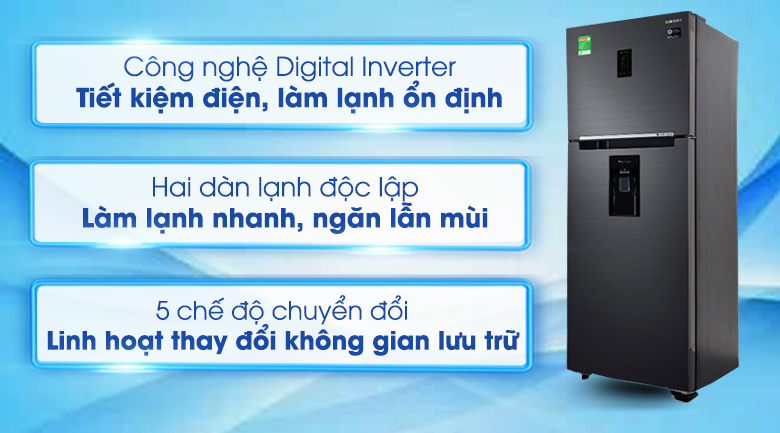 Công nghệ Digital Inverter
Tiết kiệm điện, làm lạnh ổn định
Hai dàn lạnh độc lập
Làm lạnh nhanh, ngăn lẫn mùi
5 chế độ chuyển đổi
Linh hoạt thay đổi không gian lưu trữ
SAMSUNG